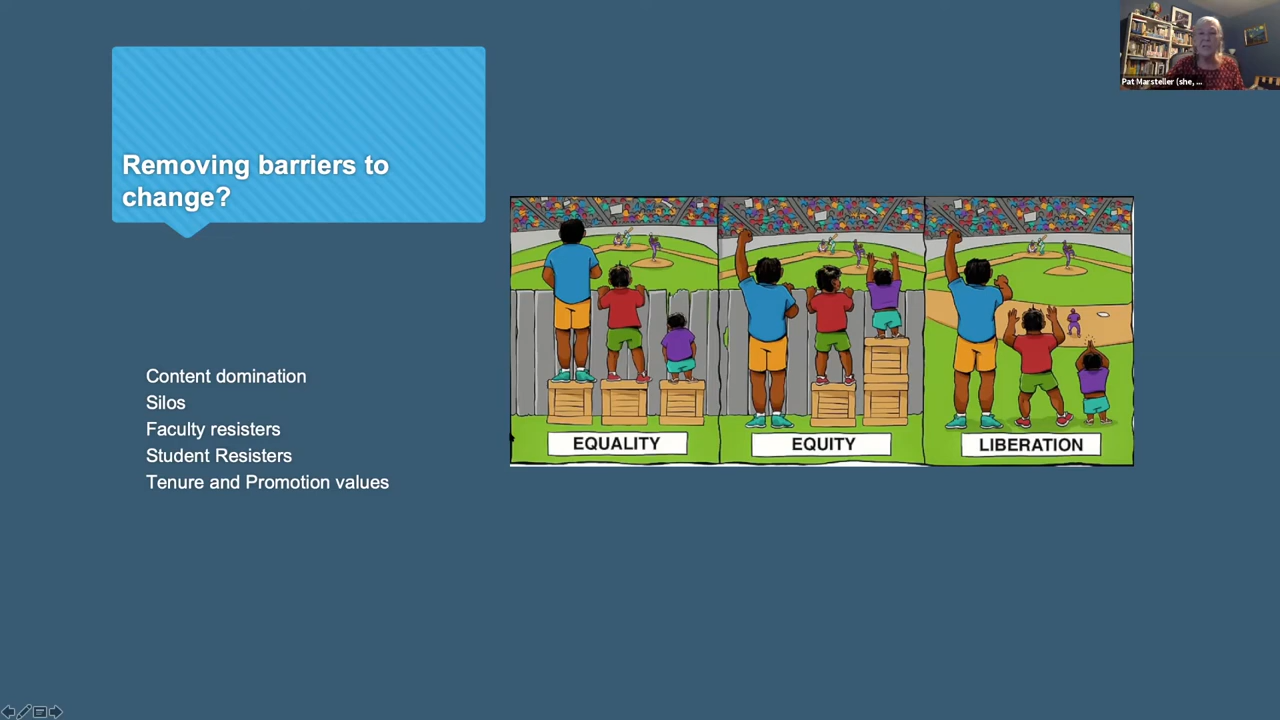 Pat Marsteller (she, ...
Removing barriers to
change?
Content domination
Silos
Faculty resisters
Student Resisters
Tenure and Promotion values
EQUALITY
EQUITY
LIBERATION